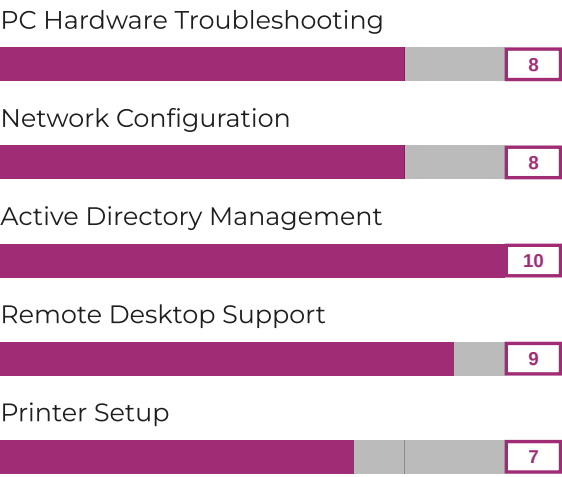 PC Hardware Troubleshooting
8
Network Configuration
8
Active Directory Management
10
Remote Desktop Support
9
Printer Setup
7